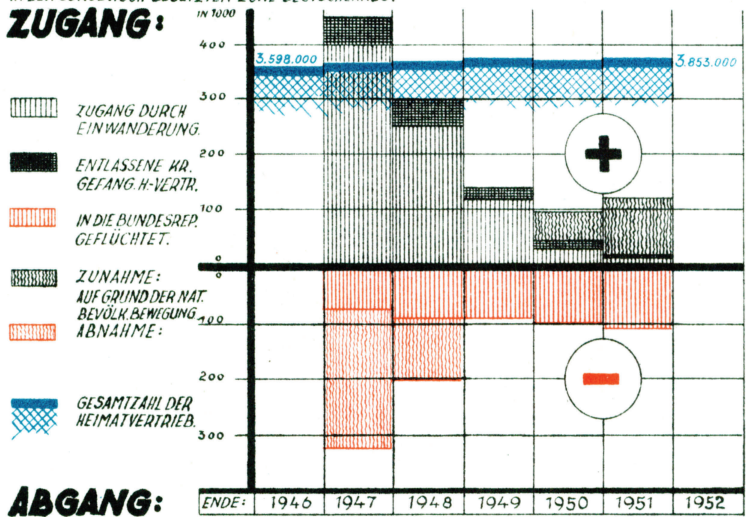 ZUGANG:
IN 1000
400
300
200
100
0
0
100
200
300
3.598.000
3.853.000
ZUGANG DURCH
EINWANDERUNG.
ENTLASSENE KR.
GEFANG. H-VERTR.
IN DIE BUNDESREP.
GEFLÜCHTET.
ZUNAHME:
AUF GRUND DER NAT.
BEVÖLK. BEWEGUNG
ABNAHME:
GESAMTZAHL DER
HEIMATVERTRIEB.
ABGANG:
ENDE: 1946 1947 1948 1949 1950 1951 1952